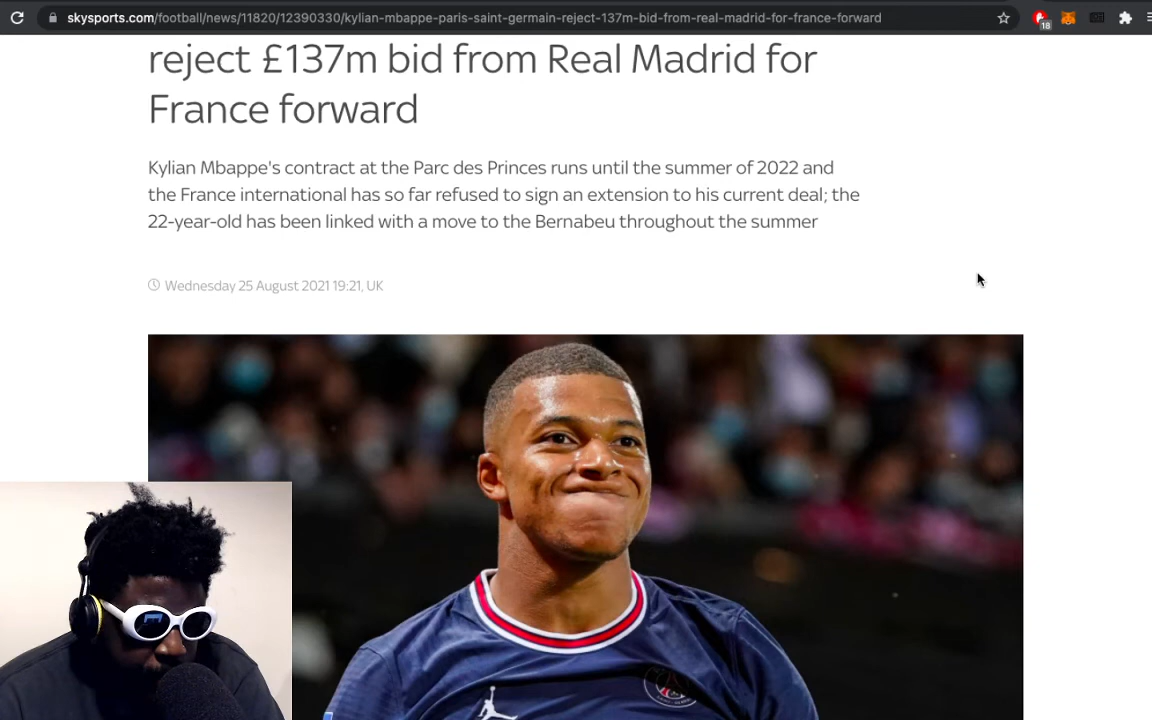 skysports.com/football/news/11820/12390330/kylian-mbappe-paris-saint-germain-reject-137m-bid-from-real-madrid-for-france-forward
18
reject £137m bid from Real Madrid for
France forward
Kylian Mbappe's contract at the Parc des Princes runs until the summer of 2022 and
the France international has so far refused to sign an extension to his current deal; the
22-year-old has been linked with a move to the Bernabeu throughout the summer
Wednesday 25 August 2021 19:21, UK